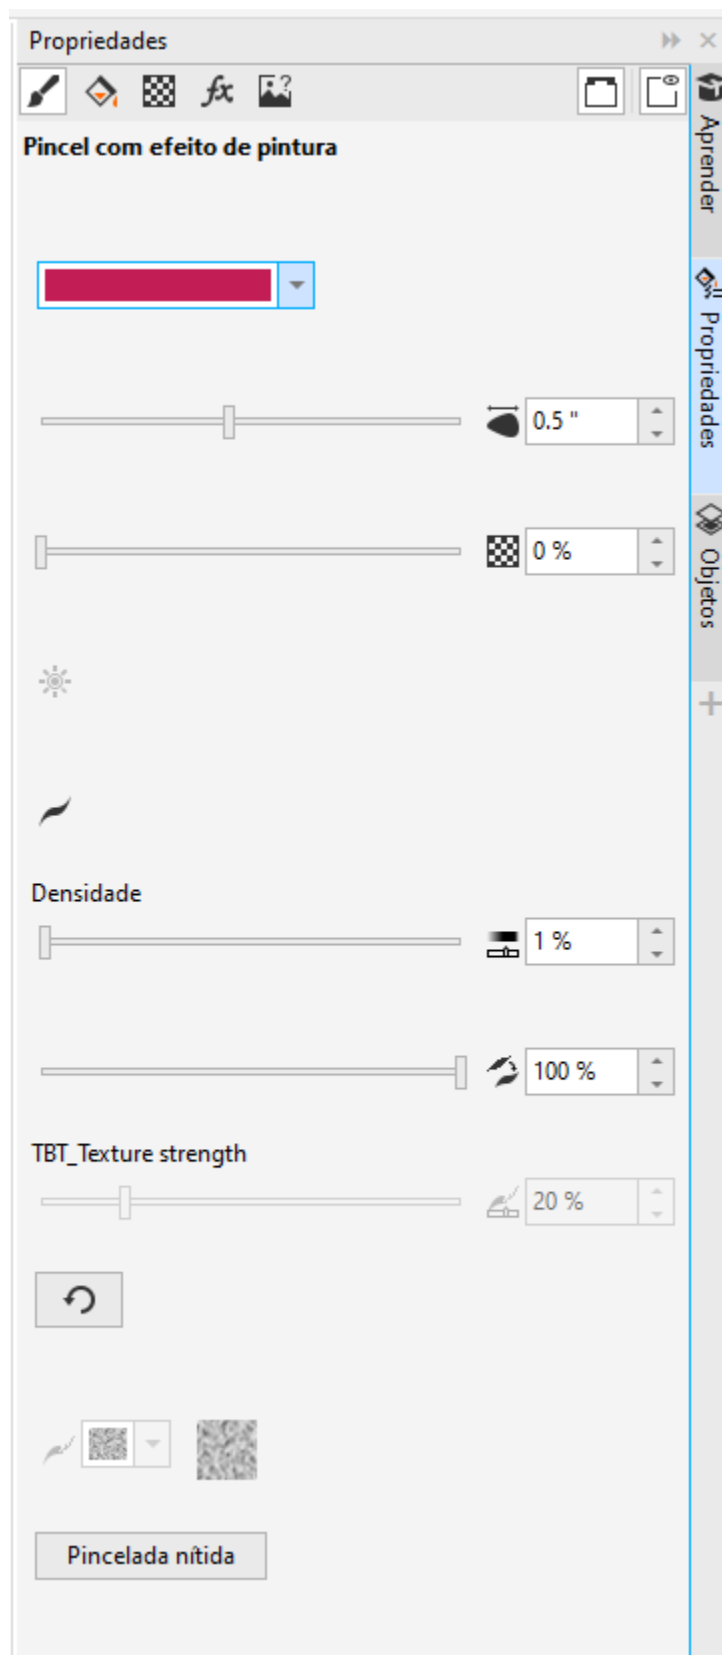 Propriedades
fx
Pincel com efeito de pintura
0.5 "
0 %
Densidade
1 %
100 %
TBT_Texture strength
20 %
Pincelada nítida
Aprender
Propriedades
Objetos